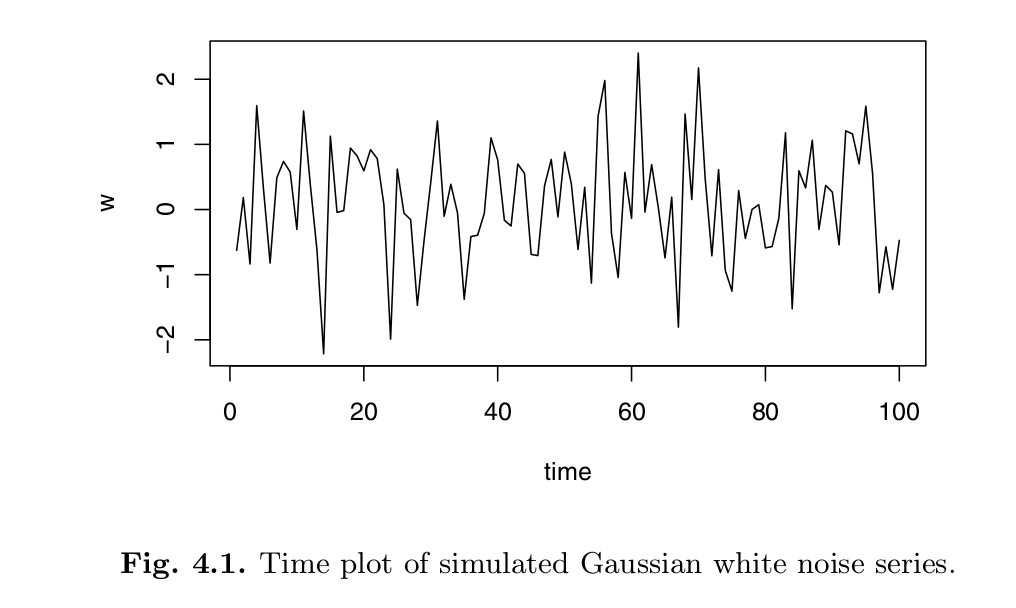 2
1
0
−1
−2
w
0 20 40 60 80 100
time
Fig. 4.1. Time plot of simulated Gaussian white noise series.